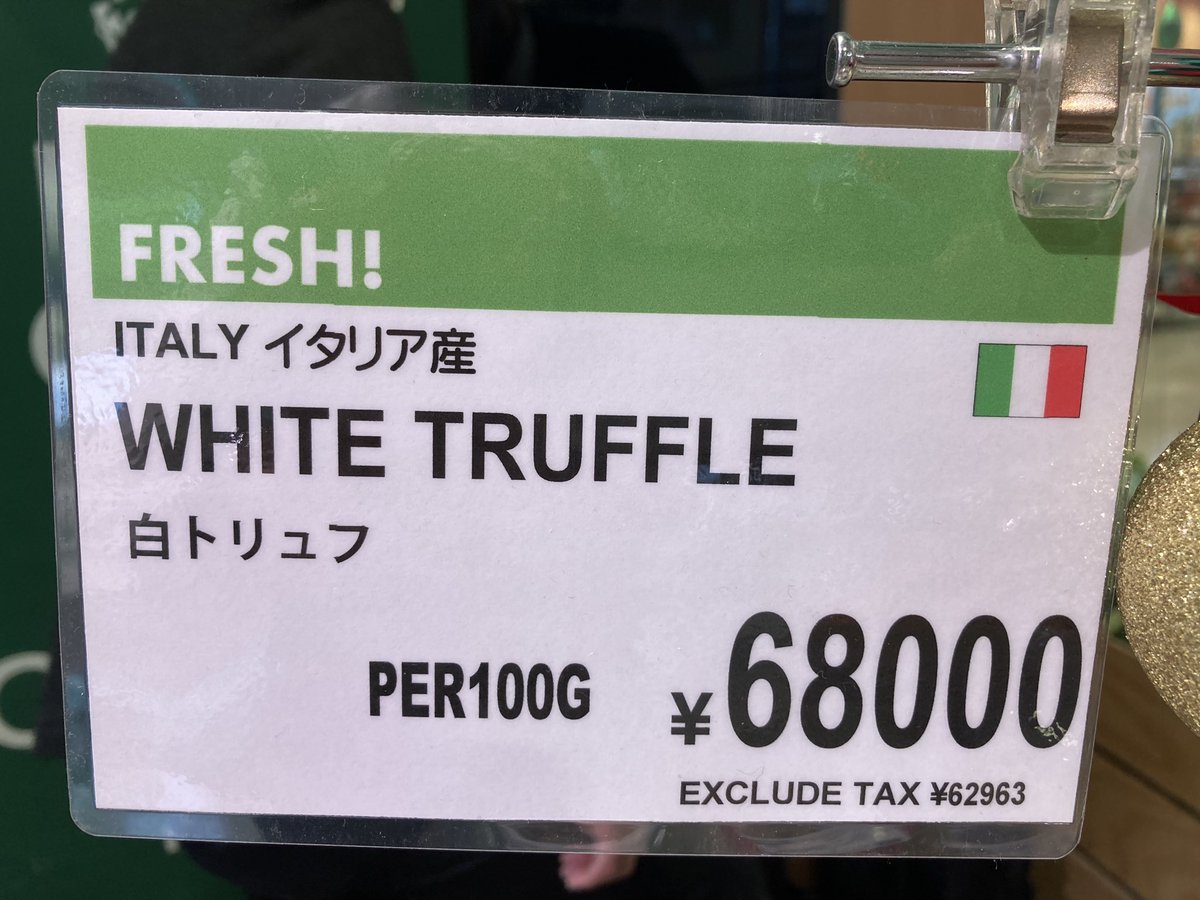 FRESH!
ITALY イタリア産
WHITE TRUFFLE
白トリュフ
PER100G ¥68000
EXCLUDE TAX ¥62963